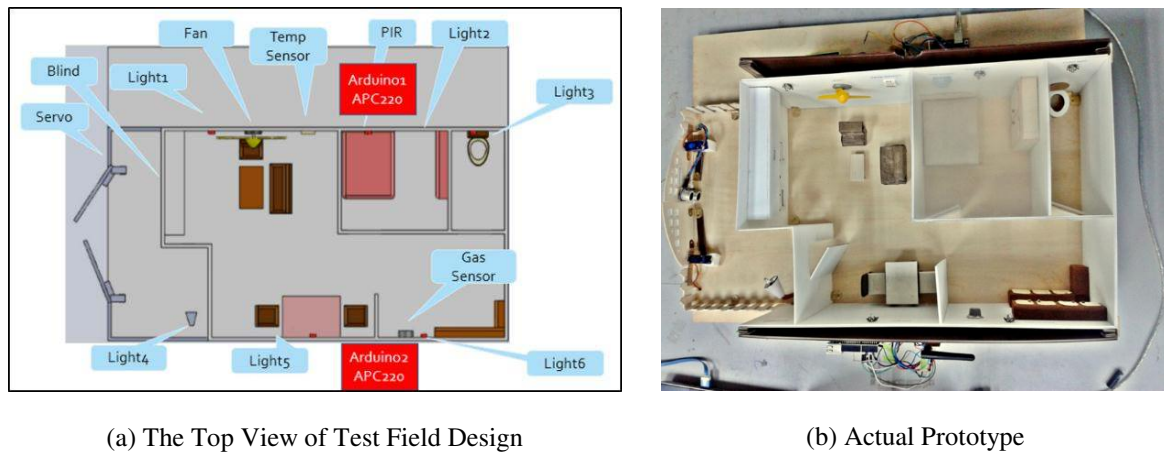 Fan
Temp
Sensor
PIR
Light2
Blind
Light1
Arduino1
APC220
Light3
Servo
Gas
Sensor
Light4
Light5
Arduino2
APC220
Light6
(a) The Top View of Test Field Design
(b) Actual Prototype